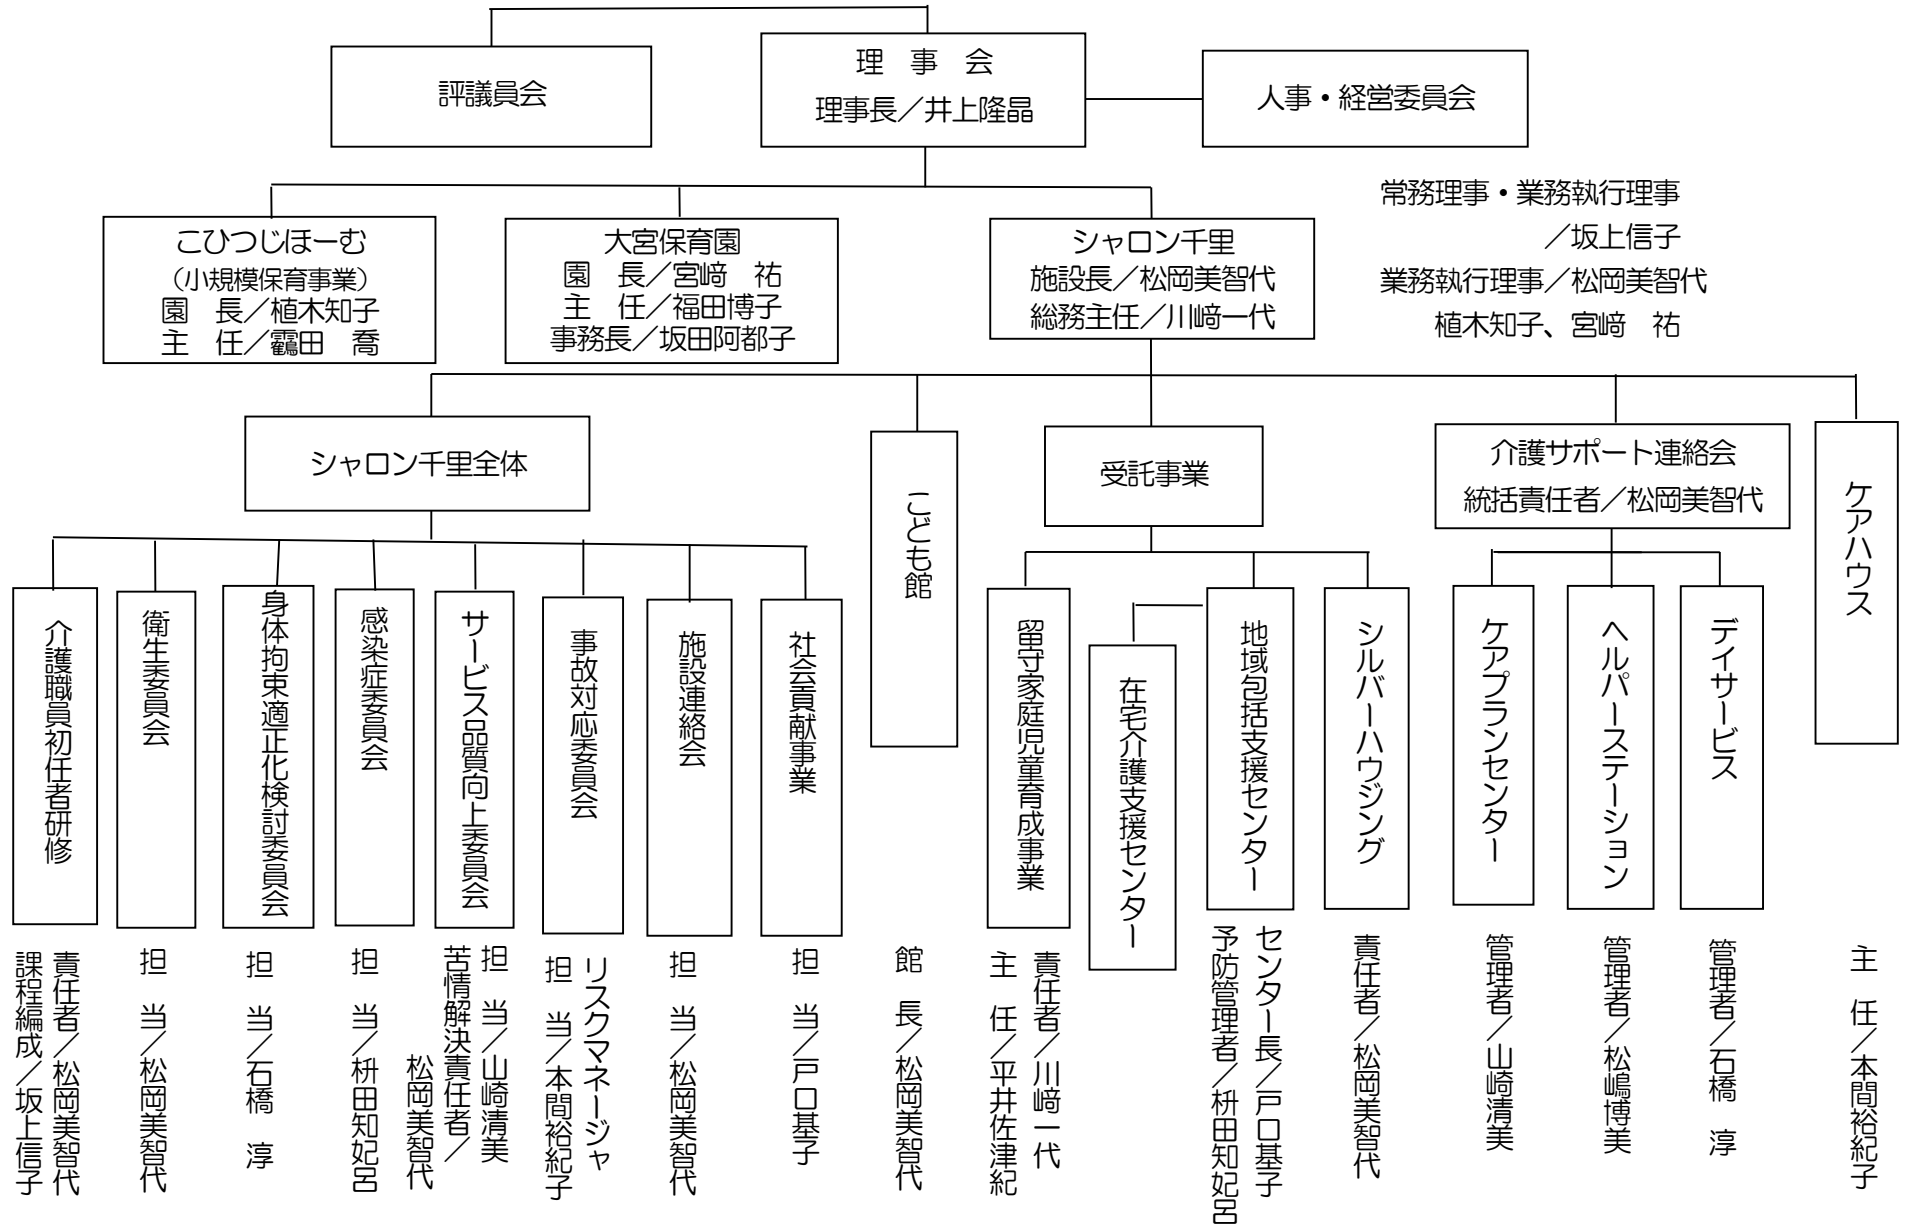 評議員会
理　事　会
理事長／井上隆晶
人事・経営委員会
常務理事・業務執行理事
／坂上信子
業務執行理事／松岡美智代
植木知子、宮﨑　祐
こひつじほーむ
（小規模保育事業）
園　長／植木知子
主　任／靍田　喬
大宮保育園
園　長／宮﨑　祐
主　任／福田博子
事務長／坂田阿都子
シャロン千里
施設長／松岡美智代
総務主任／川﨑一代
シャロン千里全体
こども館
受託事業
介護サポート連絡会
統括責任者／松岡美智代
ケアハウス
介護職員初任者研修
衛生委員会
身体拘束適正化検討委員会
感染症委員会
サービス品質向上委員会
事故対応委員会
施設連絡会
社会貢献事業
留守家庭児童育成事業
在宅介護支援センター
地域包括支援センター
シルバーハウジング
ケアプランセンター
ヘルパーステーション
デイサービス
責任者／松岡美智代
課程編成／坂上信子
担　当／松岡美智代
担　当／石橋　淳
担　当／枡田知妃呂
担　当／山崎清美
苦情解決責任者／
松岡美智代
リスクマネージャ
担　当／本間裕紀子
担　当／松岡美智代
担　当／戸口基子
館　長／松岡美智代
責任者／川﨑一代
主　任／平井佐津紀
センター長／戸口基子
予防管理者／枡田知妃呂
責任者／松岡美智代
管理者／山崎清美
管理者／松嶋博美
管理者／石橋　淳
主　任／本間裕紀子